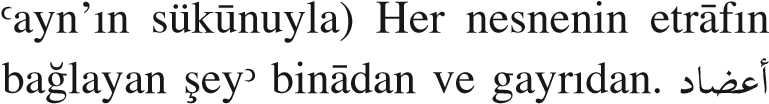 ʿayn’ın sükūnuyla) Her nesnenin etrāfın
bağlayan şeyʾ binādan ve gayrıdan. أعضاد